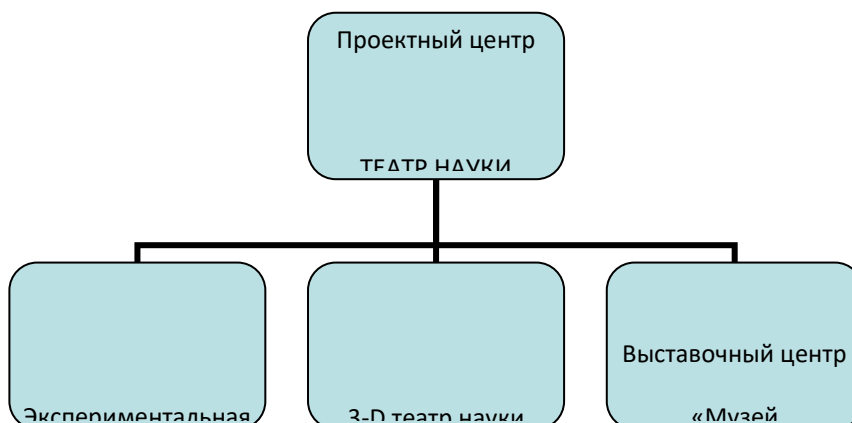 Проектный центр
ТЕАТР НАУКИ
Экспериментальная
3-D театр науки
Выставочный центр
«Музей